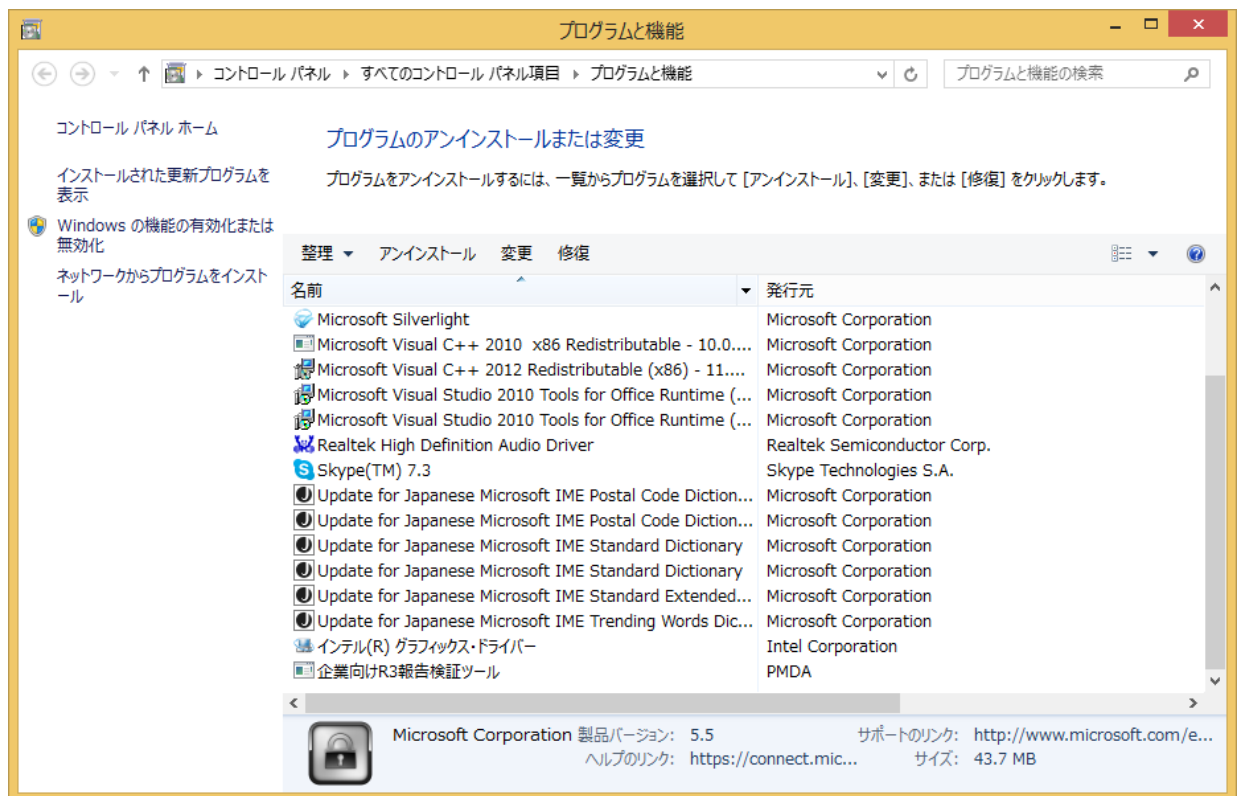 プログラムと機能
コントロール パネル ▸ すべてのコントロール パネル項目 ▸ プログラムと機能
プログラムと機能の検索
コントロール パネル ホーム
インストールされた更新プログラムを
表示
Windows の機能の有効化または
無効化
ネットワークからプログラムをインスト
ール
プログラムのアンインストールまたは変更
プログラムをアンインストールするには、一覧からプログラムを選択して [アンインストール]、[変更]、または [修復] をクリックします。
整理 ▼ アンインストール 変更 修復
名前 発行元
Microsoft Silverlight Microsoft Corporation
Microsoft Visual C++ 2010 x86 Redistributable - 10.0.... Microsoft Corporation
Microsoft Visual C++ 2012 Redistributable (x86) - 11.... Microsoft Corporation
Microsoft Visual Studio 2010 Tools for Office Runtime (... Microsoft Corporation
Microsoft Visual Studio 2010 Tools for Office Runtime (... Microsoft Corporation
Realtek High Definition Audio Driver Realtek Semiconductor Corp.
Skype(TM) 7.3 Skype Technologies S.A.
Update for Japanese Microsoft IME Postal Code Diction... Microsoft Corporation
Update for Japanese Microsoft IME Postal Code Diction... Microsoft Corporation
Update for Japanese Microsoft IME Standard Dictionary Microsoft Corporation
Update for Japanese Microsoft IME Standard Dictionary Microsoft Corporation
Update for Japanese Microsoft IME Standard Extended... Microsoft Corporation
Update for Japanese Microsoft IME Trending Words Dic... Microsoft Corporation
インテル(R) グラフィックス・ドライバー Intel Corporation
企業向けR3報告検証ツール PMDA
Microsoft Corporation 製品バージョン: 5.5 サポートのリンク: http://www.microsoft.com/e...
ヘルプのリンク: https://connect.mic... サイズ: 43.7 MB